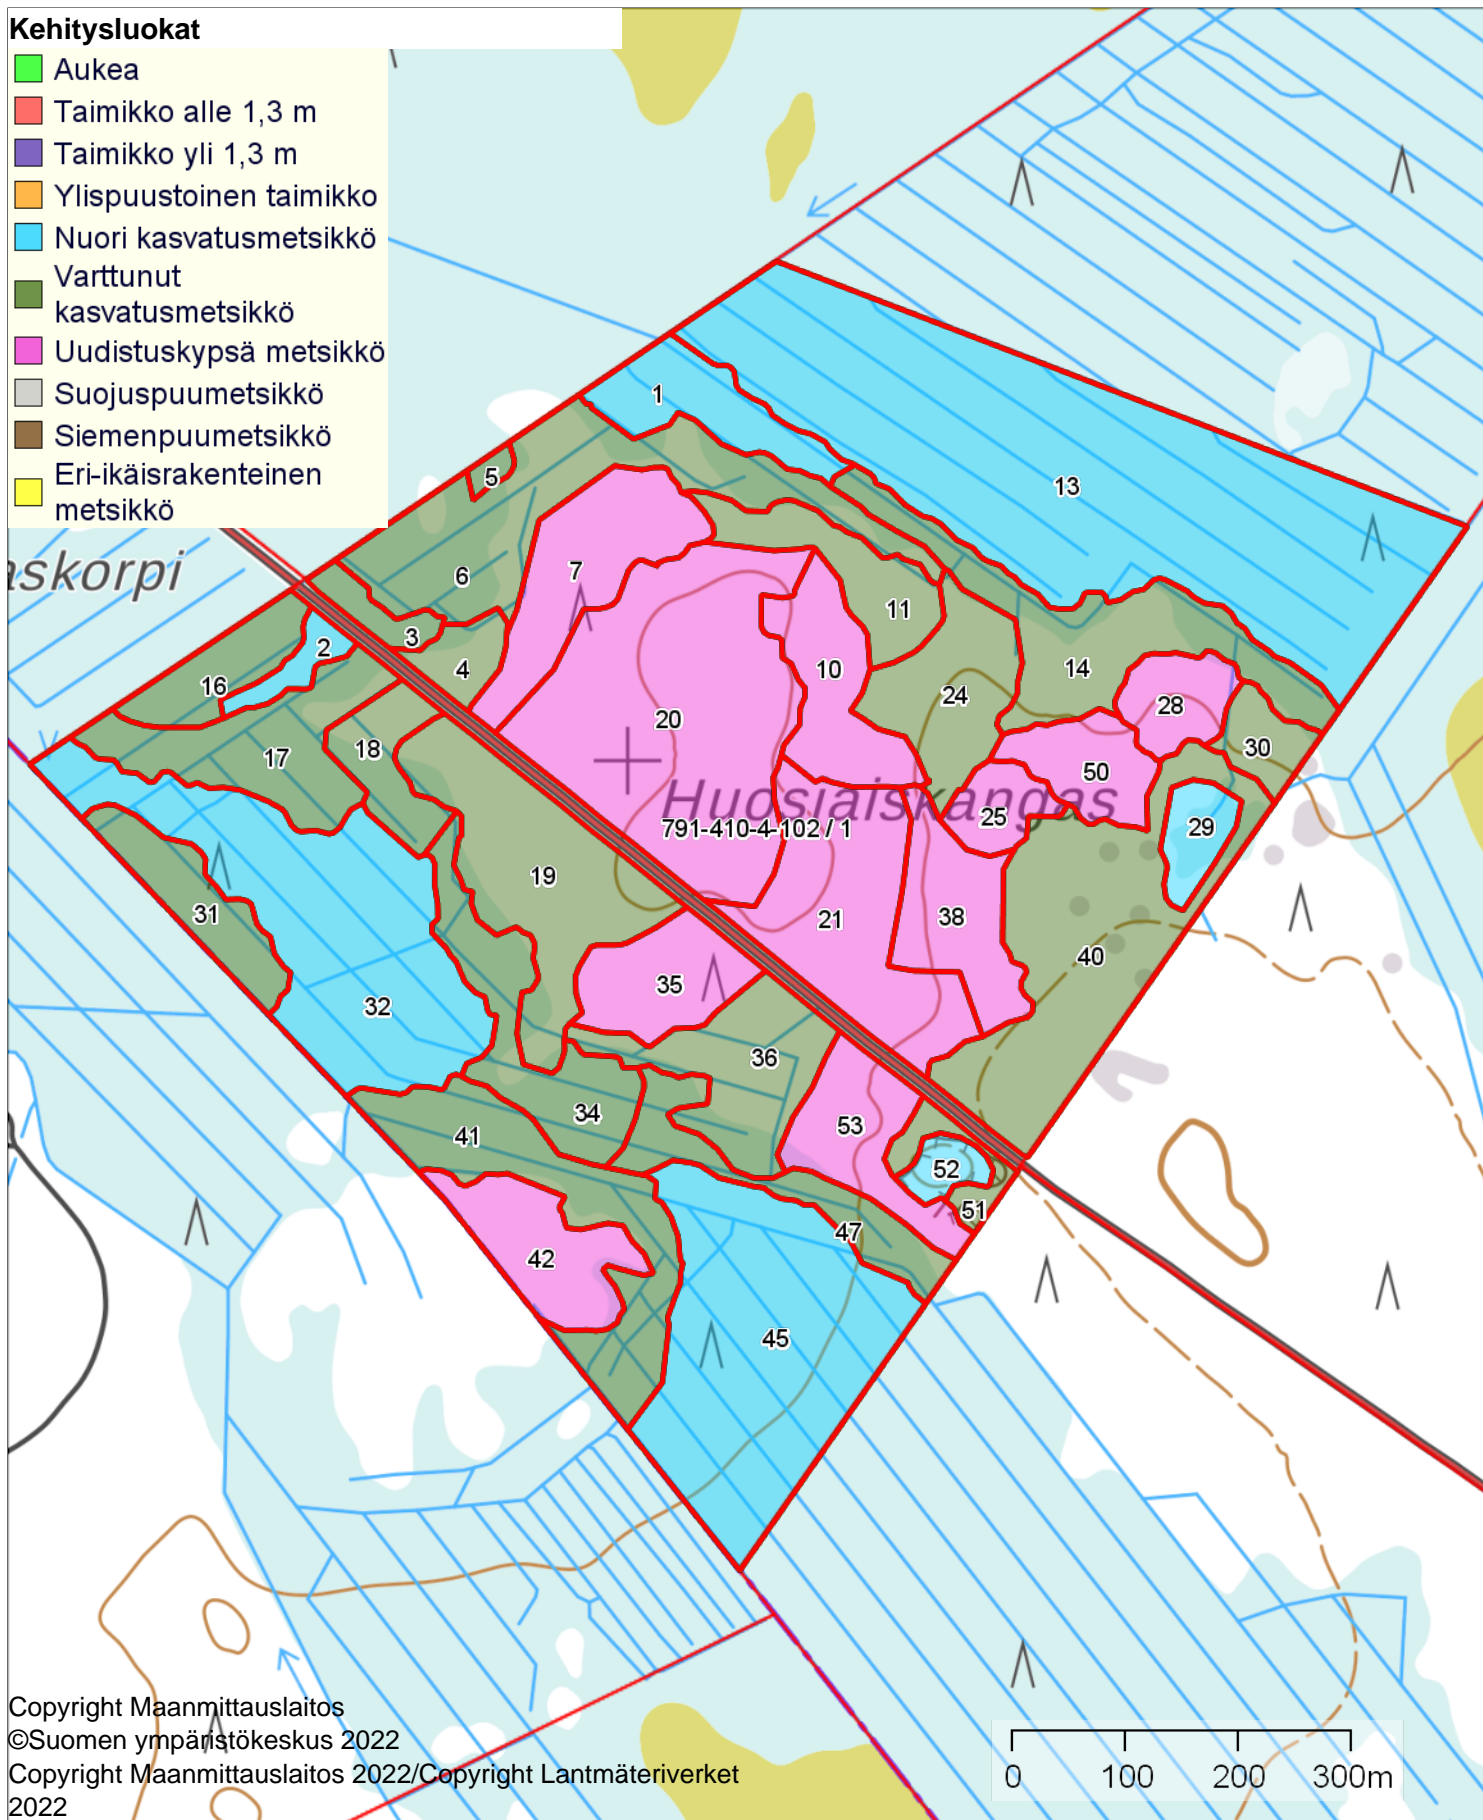 Kehitysluokat
Aukea
Taimikko alle 1,3 m
Taimikko yli 1,3 m
Ylispuustoinen taimikko
Nuori kasvatusmetsikkö
Varttunut
kasvatusmetsikkö
Uudistuskypsä metsikkö
Suojuspuumetsikkö
Siemenpuumetsikkö
Eri-ikäisrakenteinen
metsikkö
1
13
5
askorpi
7
6
11
3
2
4
10
14
16
24
28
20
18
17
30
50
Huosiaiskangas
25
791-410-4-102 / 1
29
19
31
21
38
40
35
32
36
34
53
41
52
51
47
42
45
Copyright Maanmittauslaitos
©Suomen ympäristökeskus 2022
Copyright Maanmittauslaitos 2022/Copyright Lantmäteriverket
2022
0 100 200 300m